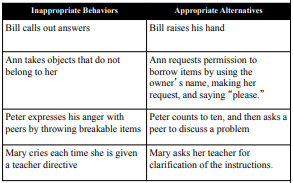 Inappropriate Behaviors
Appropriate Alternatives
Bill calls out answers
Bill raises his hand
Ann takes objects that do not
belong to her
Ann requests permission to
borrow items by using the
owner's name, making her
request, and saying "please."
Peter expresses his anger with
peers by throwing breakable items
Peter counts to ten, and then asks a
peer to discuss a problem
Mary cries each time she is given
a teacher directive
Mary asks her teacher for
clarification of the instructions.